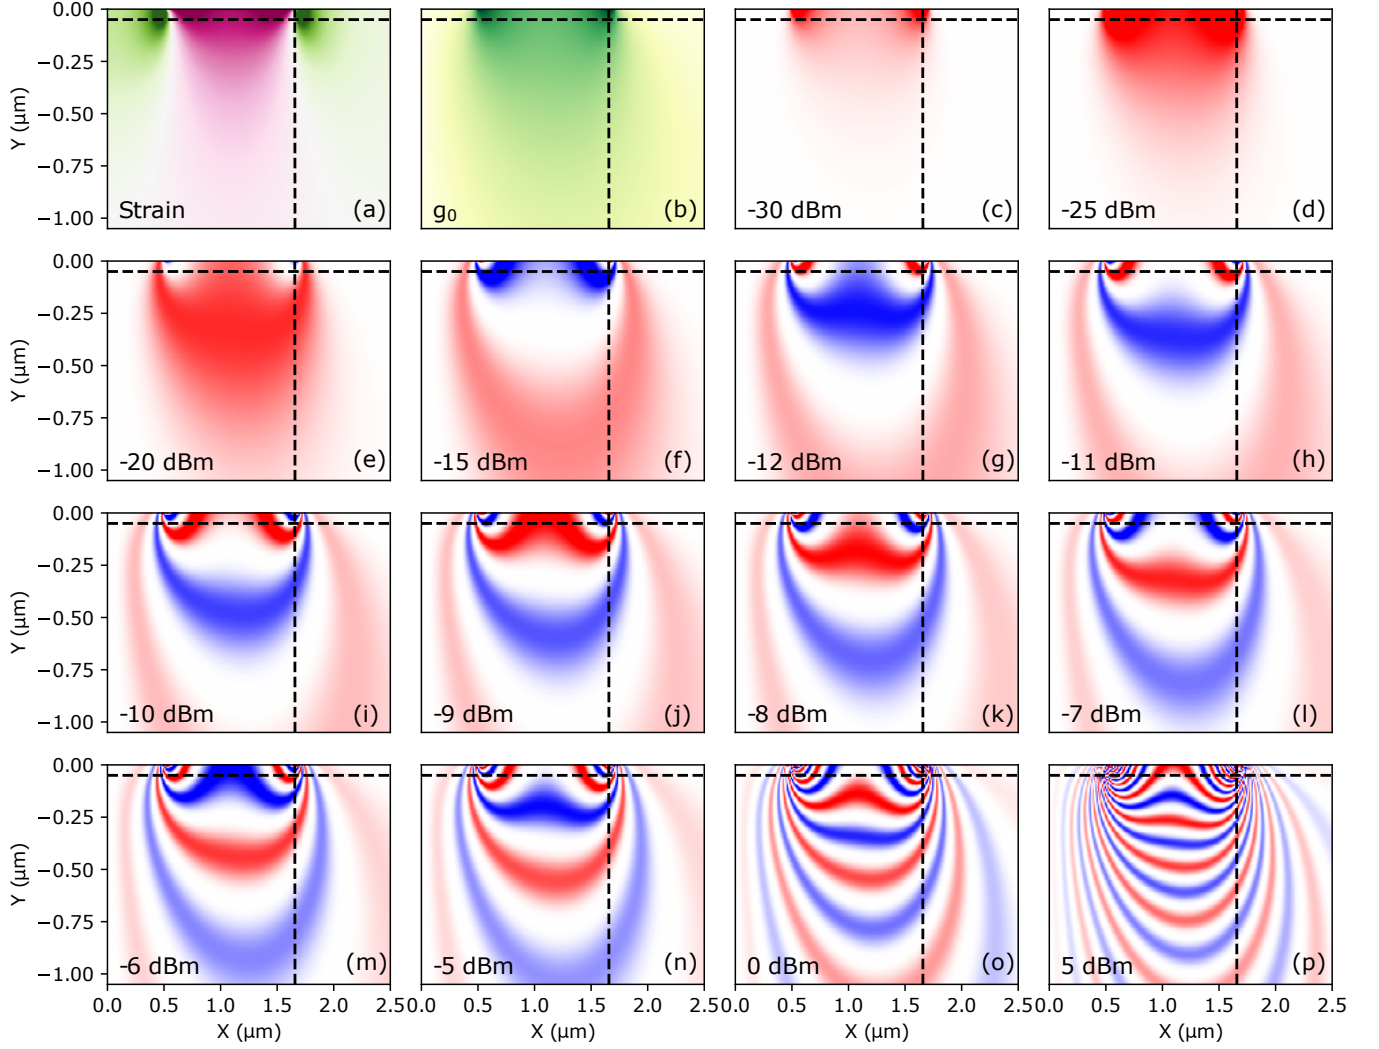 0.00
−0.25
−0.50
−0.75
−1.00
Y (μm)
Strain
(a)
g₀
(b)
-30 dBm
(c)
-25 dBm
(d)
0.00
−0.25
−0.50
−0.75
−1.00
Y (μm)
-20 dBm
(e)
-15 dBm
(f)
-12 dBm
(g)
-11 dBm
(h)
0.00
−0.25
−0.50
−0.75
−1.00
Y (μm)
-10 dBm
(i)
-9 dBm
(j)
-8 dBm
(k)
-7 dBm
(l)
0.00
−0.25
−0.50
−0.75
−1.00
Y (μm)
-6 dBm
(m)
-5 dBm
(n)
0 dBm
(o)
5 dBm
(p)
0.0 0.5 1.0 1.5 2.0 2.5
0.0 0.5 1.0 1.5 2.0 2.5
0.0 0.5 1.0 1.5 2.0 2.5
0.0 0.5 1.0 1.5 2.0 2.5
X (μm)
X (μm)
X (μm)
X (μm)